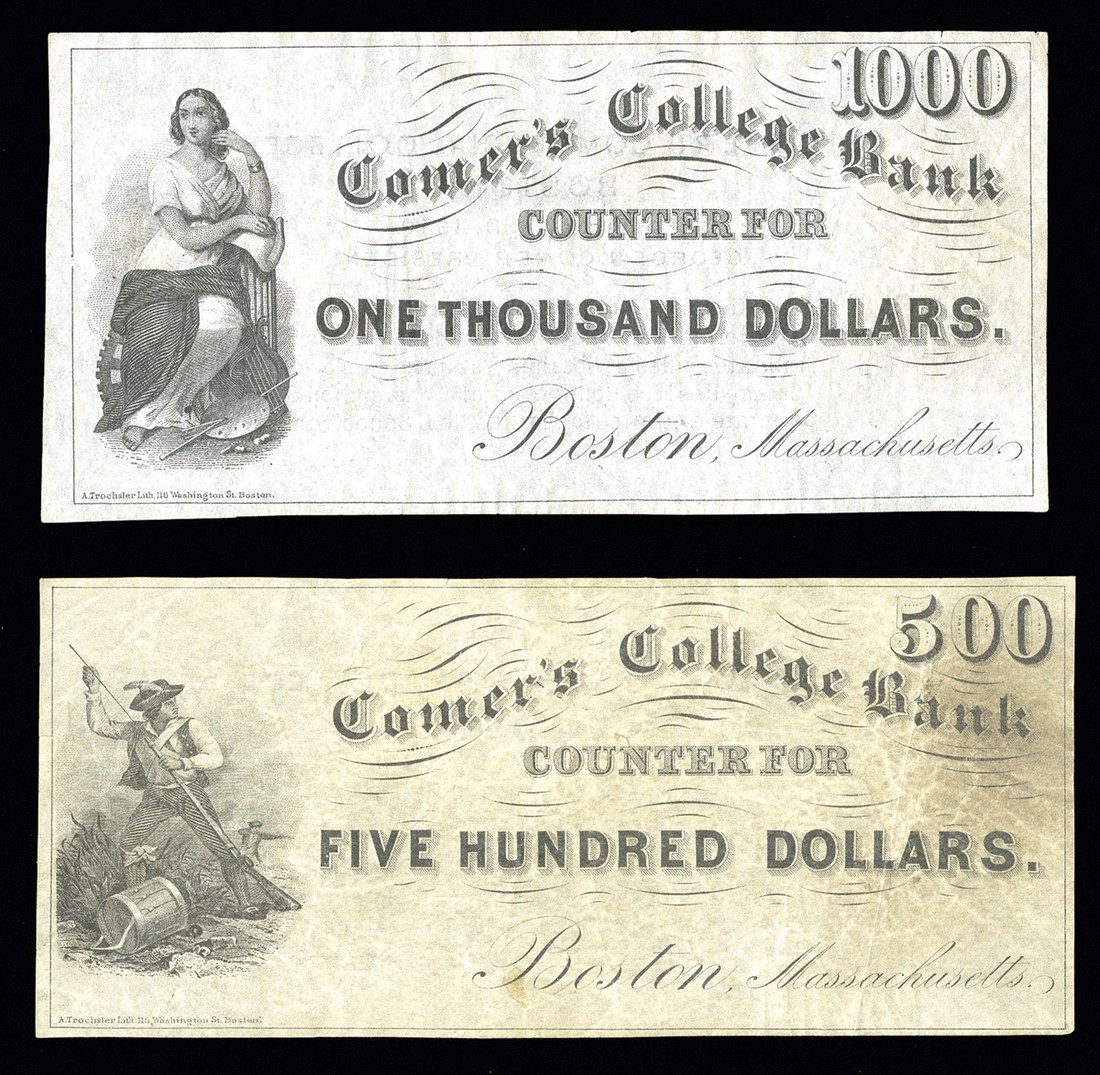 1000
Comer's College Bank
COUNTER FOR
ONE THOUSAND DOLLARS.
Boston, Massachusetts.
A. Trochsler Lith. 116 Washington St. Boston.
500
Comer's College Bank
COUNTER FOR
FIVE HUNDRED DOLLARS.
Boston, Massachusetts.
A. Trochsler Lith. 116, Washington St. Boston.